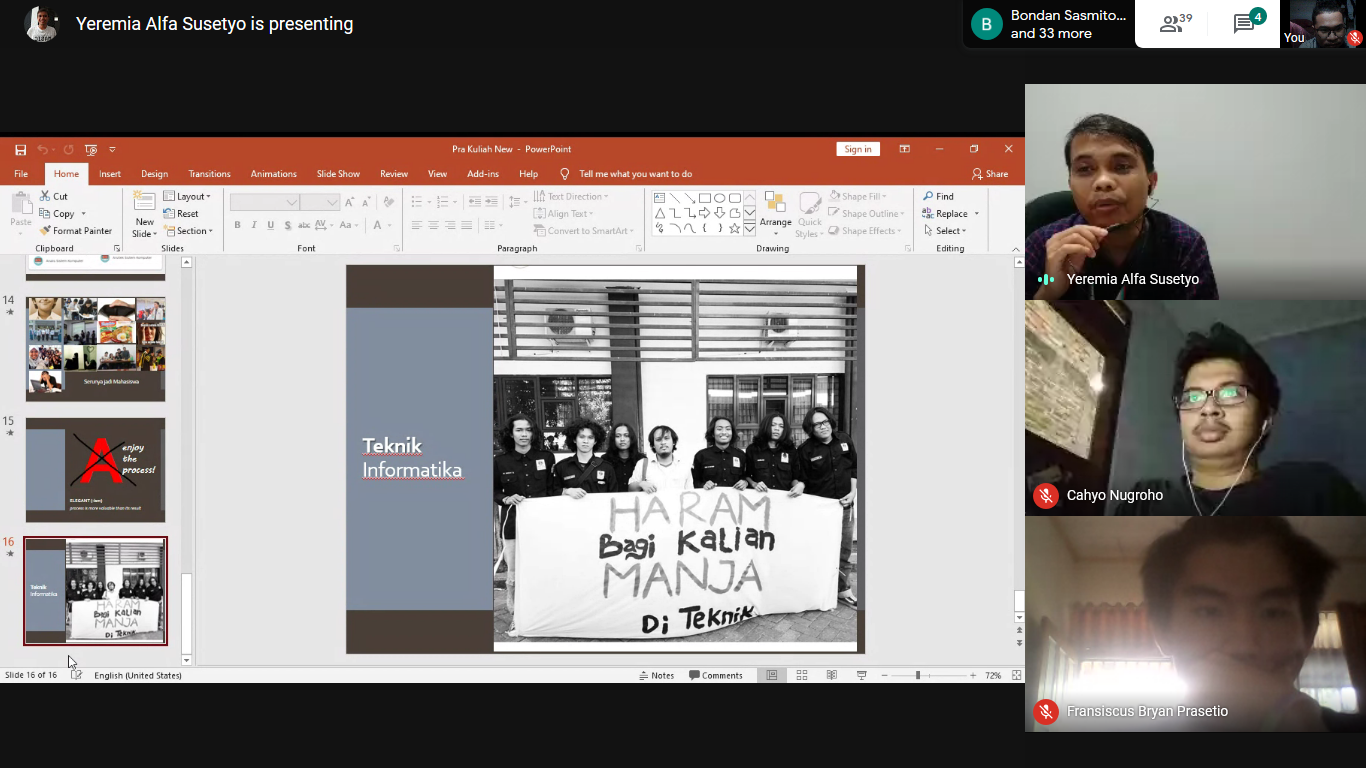 Yeremia Alfa Susetyo is presenting
B
Bondan Sasmito...
and 33 more
39
4
You
Pra Kuliah New - PowerPoint
Sign in
File
Home
Insert
Design
Transitions
Animations
Slide Show
Review
View
Add-ins
Help
Tell me what you want to do
Share
Paste
Cut
Copy
Format Painter
Clipboard
New
Slide
Layout
Reset
Section
Slides
B I U S abc AV Aa A
Font
Text Direction
Align Text
Convert to SmartArt
Paragraph
Arrange
Quick
Styles
Shape Fill
Shape Outline
Shape Effects
Drawing
Find
Replace
Select
Editing
14
Serunya jadi Mahasiswa
15
A
enjoy
the
process!
ELEGANT (-ism)
process is more valuable than its result
16
Teknik
Informatika
HARAM
Bagi KALIAN
MANJA
Di TEKNIK
Teknik
Informatika
HARAM
Bagi KALIAN
MANJA
Di TEKNIK
Slide 16 of 16
English (United States)
Notes
Comments
72%
Yeremia Alfa Susetyo
Cahyo Nugroho
Fransiscus Bryan Prasetio